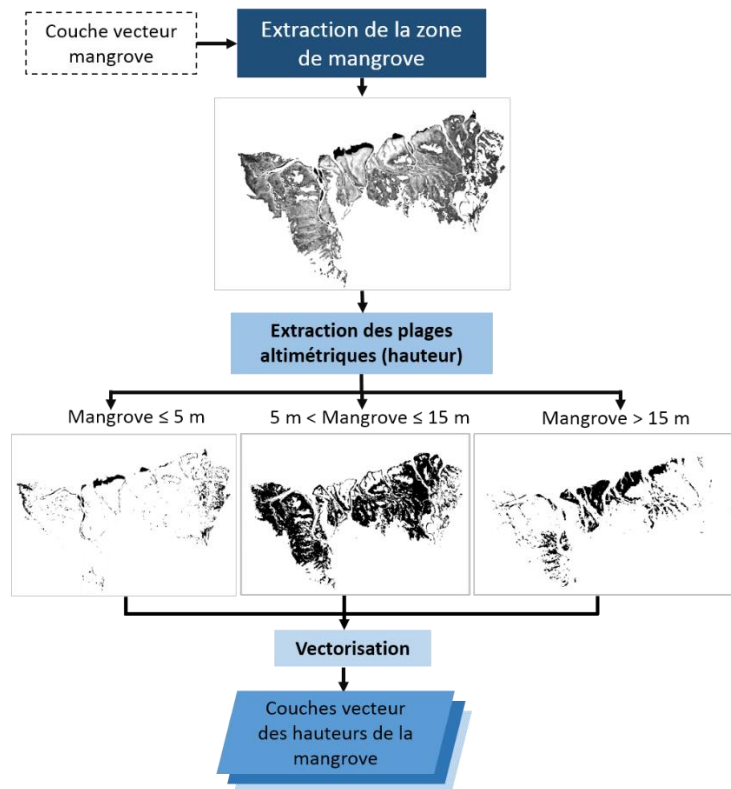 Couche vecteur
mangrove
Extraction de la zone
de mangrove
Extraction des plages
altimétriques (hauteur)
Mangrove ≤ 5 m
5 m < Mangrove ≤ 15 m
Mangrove > 15 m
Vectorisation
Couches vecteur
des hauteurs de la
mangrove